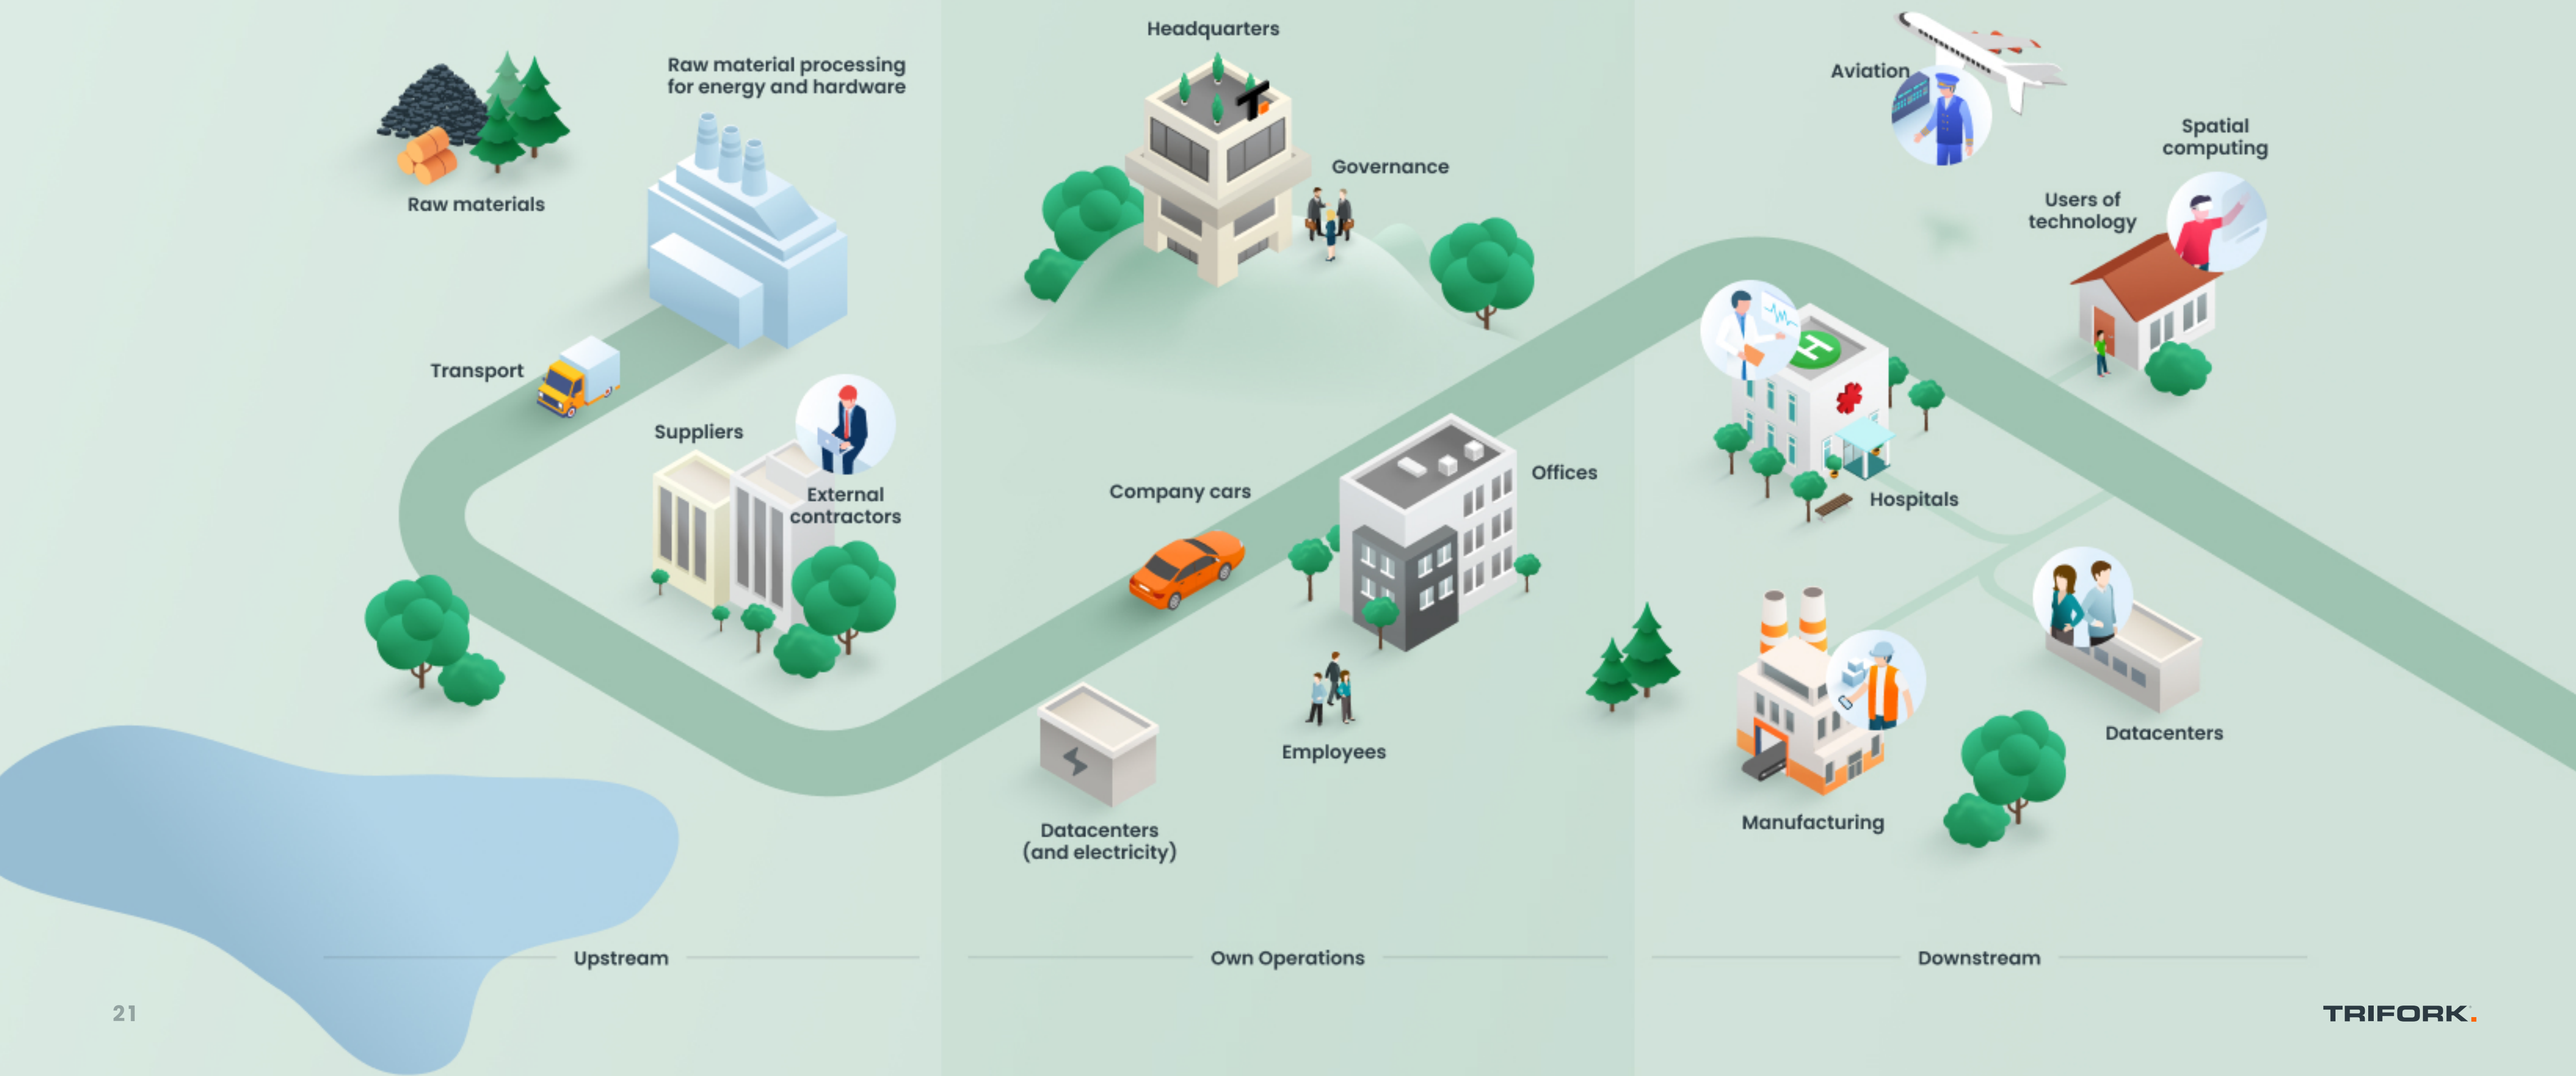 Raw materials
Raw material processing
for energy and hardware
Transport
Suppliers
External
contractors
Headquarters
Governance
Company cars
Offices
Employees
Datacenters
(and electricity)
Aviation
Spatial
computing
Users of
technology
Hospitals
Manufacturing
Datacenters
Upstream
Own Operations
Downstream
21
TRIFORK.